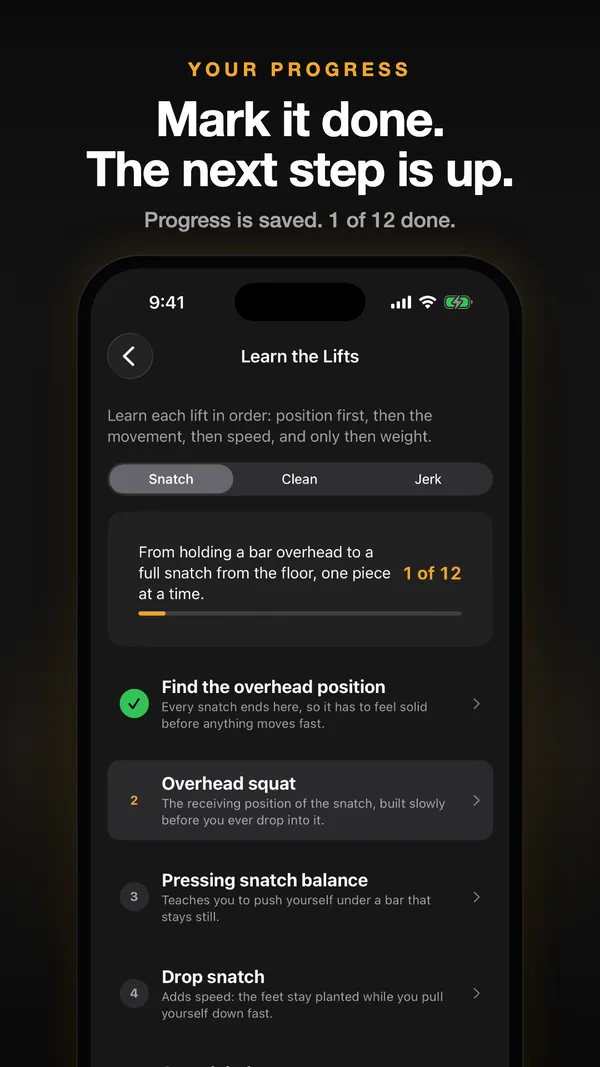 YOUR PROGRESS
Mark it done.
The next step is up.
Progress is saved. 1 of 12 done.
9:41
Learn the Lifts
Learn each lift in order: position first, then the
movement, then speed, and only then weight.
Snatch
Clean
Jerk
From holding a bar overhead to a
full snatch from the floor, one piece
at a time.
1 of 12
Find the overhead position
Every snatch ends here, so it has to feel solid
before anything moves fast.
2
Overhead squat
The receiving position of the snatch, built slowly
before you ever drop into it.
3
Pressing snatch balance
Teaches you to push yourself under a bar that
stays still.
4
Drop snatch
Adds speed: the feet stay planted while you pull
yourself down fast.